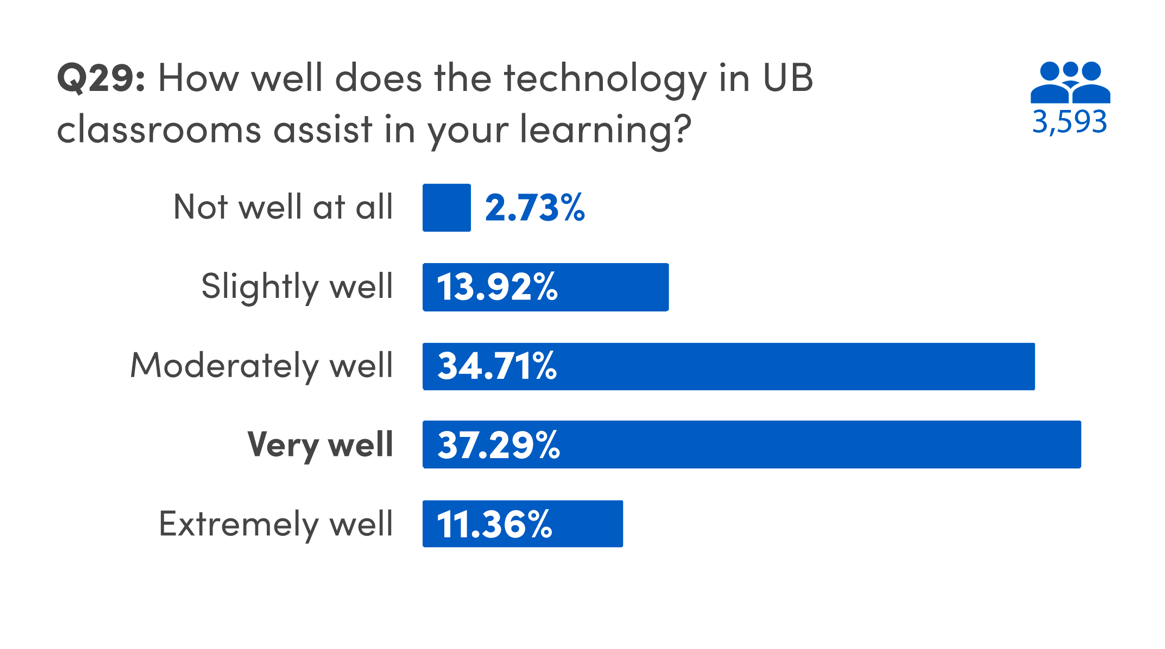 Q29: How well does the technology in UB
classrooms assist in your learning?
3,593
Not well at all 2.73%
Slightly well 13.92%
Moderately well 34.71%
Very well 37.29%
Extremely well 11.36%